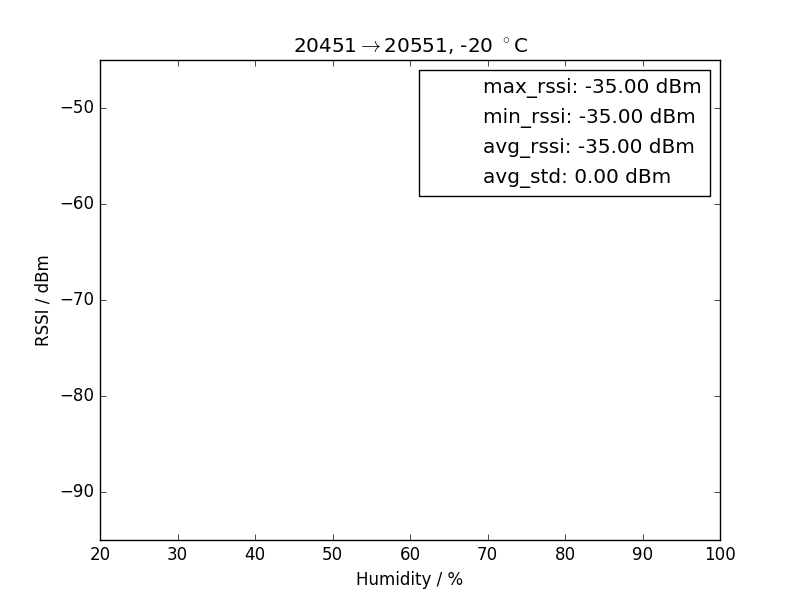 20451→20551, -20 °C
max_rssi: -35.00 dBm
min_rssi: -35.00 dBm
avg_rssi: -35.00 dBm
avg_std: 0.00 dBm
RSSI / dBm
−50
−60
−70
−80
−90
20 30 40 50 60 70 80 90 100
Humidity / %